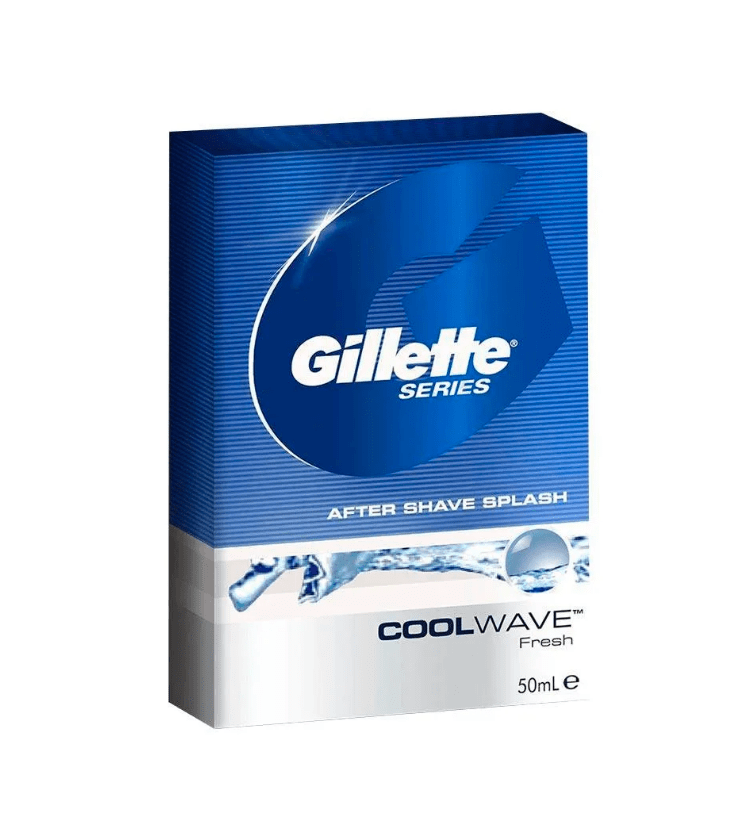 Gillette®
SERIES
AFTER SHAVE SPLASH
COOLWAVE™
Fresh
50mL ℮